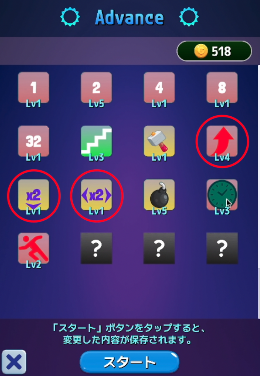 Advance
518
1 2 4 8
Lv1 Lv5 Lv1 Lv1
32
Lv1 Lv3 Lv1 Lv4
x2 x2
Lv1 Lv1 Lv5 Lv3
? ? ?
Lv2
「スタート」ボタンをタップすると、
変更した内容が保存されます。
スタート